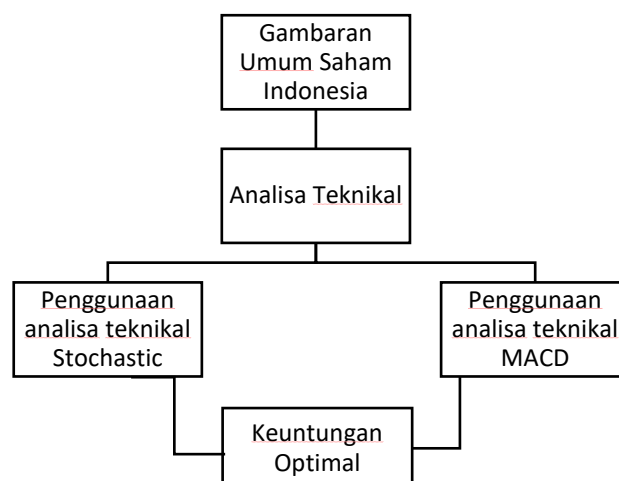 Gambaran
Umum Saham
Indonesia
Analisa Teknikal
Penggunaan
analisa teknikal
Stochastic
Penggunaan
analisa teknikal
MACD
Keuntungan
Optimal